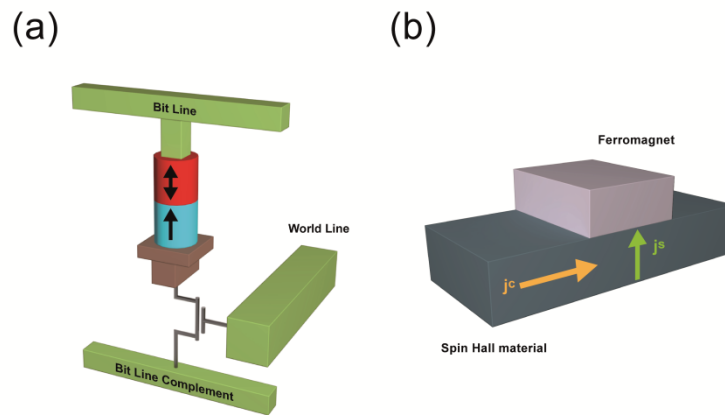 (a)
Bit Line
World Line
Bit Line Complement
(b)
Ferromagnet
jc
js
Spin Hall material